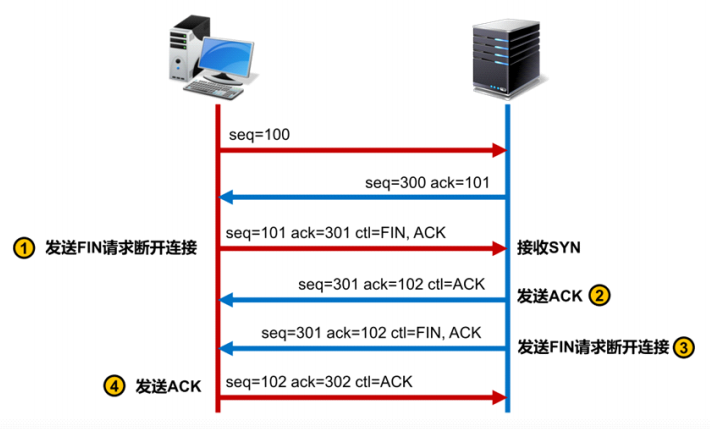 seq=100
seq=300 ack=101
seq=101 ack=301 ctl=FIN, ACK
1 发送FIN请求断开连接
接收SYN
seq=301 ack=102 ctl=ACK
发送ACK 2
seq=301 ack=102 ctl=FIN, ACK
发送FIN请求断开连接 3
4 发送ACK
seq=102 ack=302 ctl=ACK